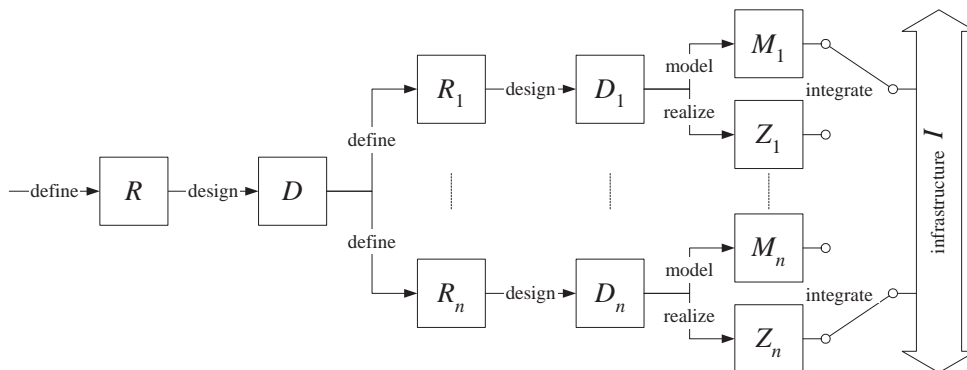 define
R
design
D
define
define
R₁
design
D₁
model
realize
M₁
Z₁
integrate
Rₙ
design
Dₙ
model
realize
Mₙ
Zₙ
integrate
infrastructure I